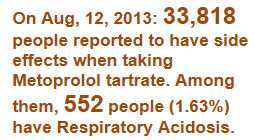 On Aug, 12, 2013: 33,818
people reported to have side
effects when taking
Metoprolol tartrate. Among
them, 552 people (1.63%)
have Respiratory Acidosis.